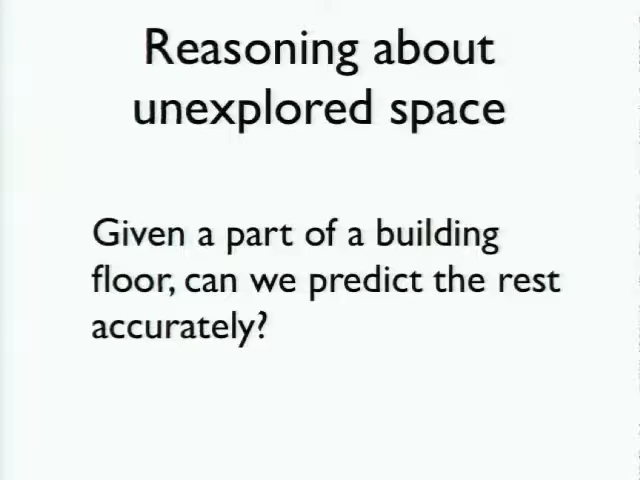 Reasoning about
unexplored space
Given a part of a building
floor, can we predict the rest
accurately?